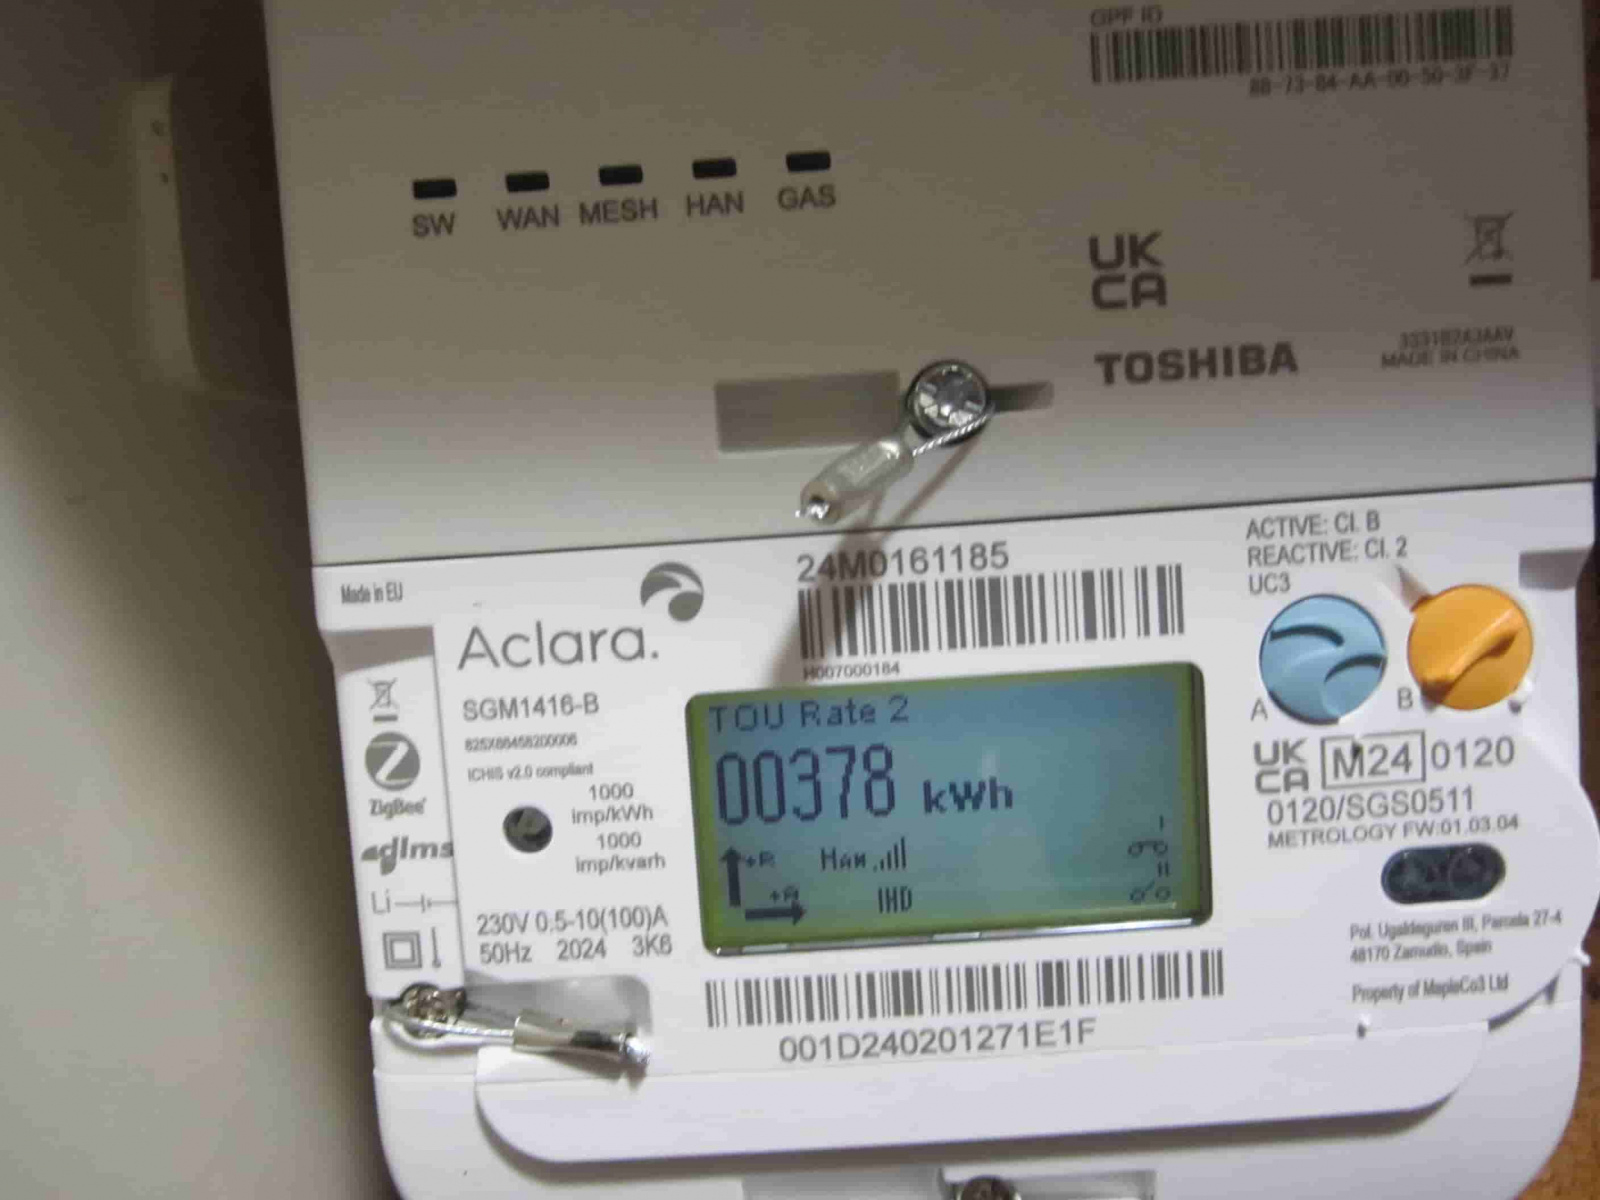 GPF ID
88-73-84-AA-00-50-3F-37
SW WAN MESH HAN GAS
UK
CA
TOSHIBA
MADE IN CHINA
Made in EU
Aclara.
24M0161185
H007000184
ACTIVE: Cl. B
REACTIVE: Cl. 2
UC3
A B
SGM1416-B
ICHIS v2.0 compliant
1000
imp/kWh
1000
imp/kvarh
ZigBee
dlms
Li
230V 0.5-10(100)A
50Hz 2024 3K6
TOU Rate 2
00378 kWh
HAN
IHD
UK
CA
M24 0120
0120/SGS0511
METROLOGY FW:01.03.04
Pol. Ugaldeguren III, Parcela 27-4
48170 Zamudio, Spain
Property of MapleCo3 Ltd
001D240201271E1F